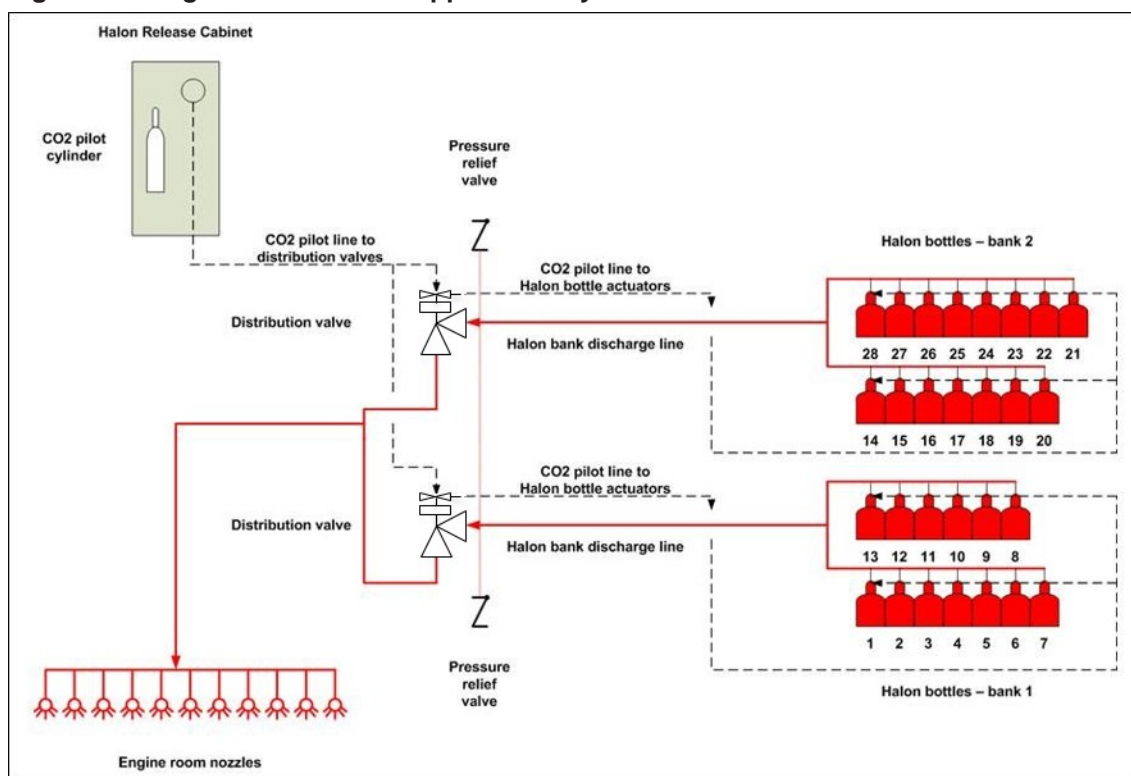 Halon Release Cabinet
CO2 pilot
cylinder
Pressure
relief
valve
CO2 pilot line to
distribution valves
Halon bottles – bank 2
CO2 pilot line to
Halon bottle actuators
Distribution valve
Halon bank discharge line
28 27 26 25 24 23 22 21
14 15 16 17 18 19 20
CO2 pilot line to
Halon bottle actuators
Distribution valve
Halon bank discharge line
13 12 11 10 9 8
1 2 3 4 5 6 7
Pressure
relief
valve
Halon bottles – bank 1
Engine room nozzles